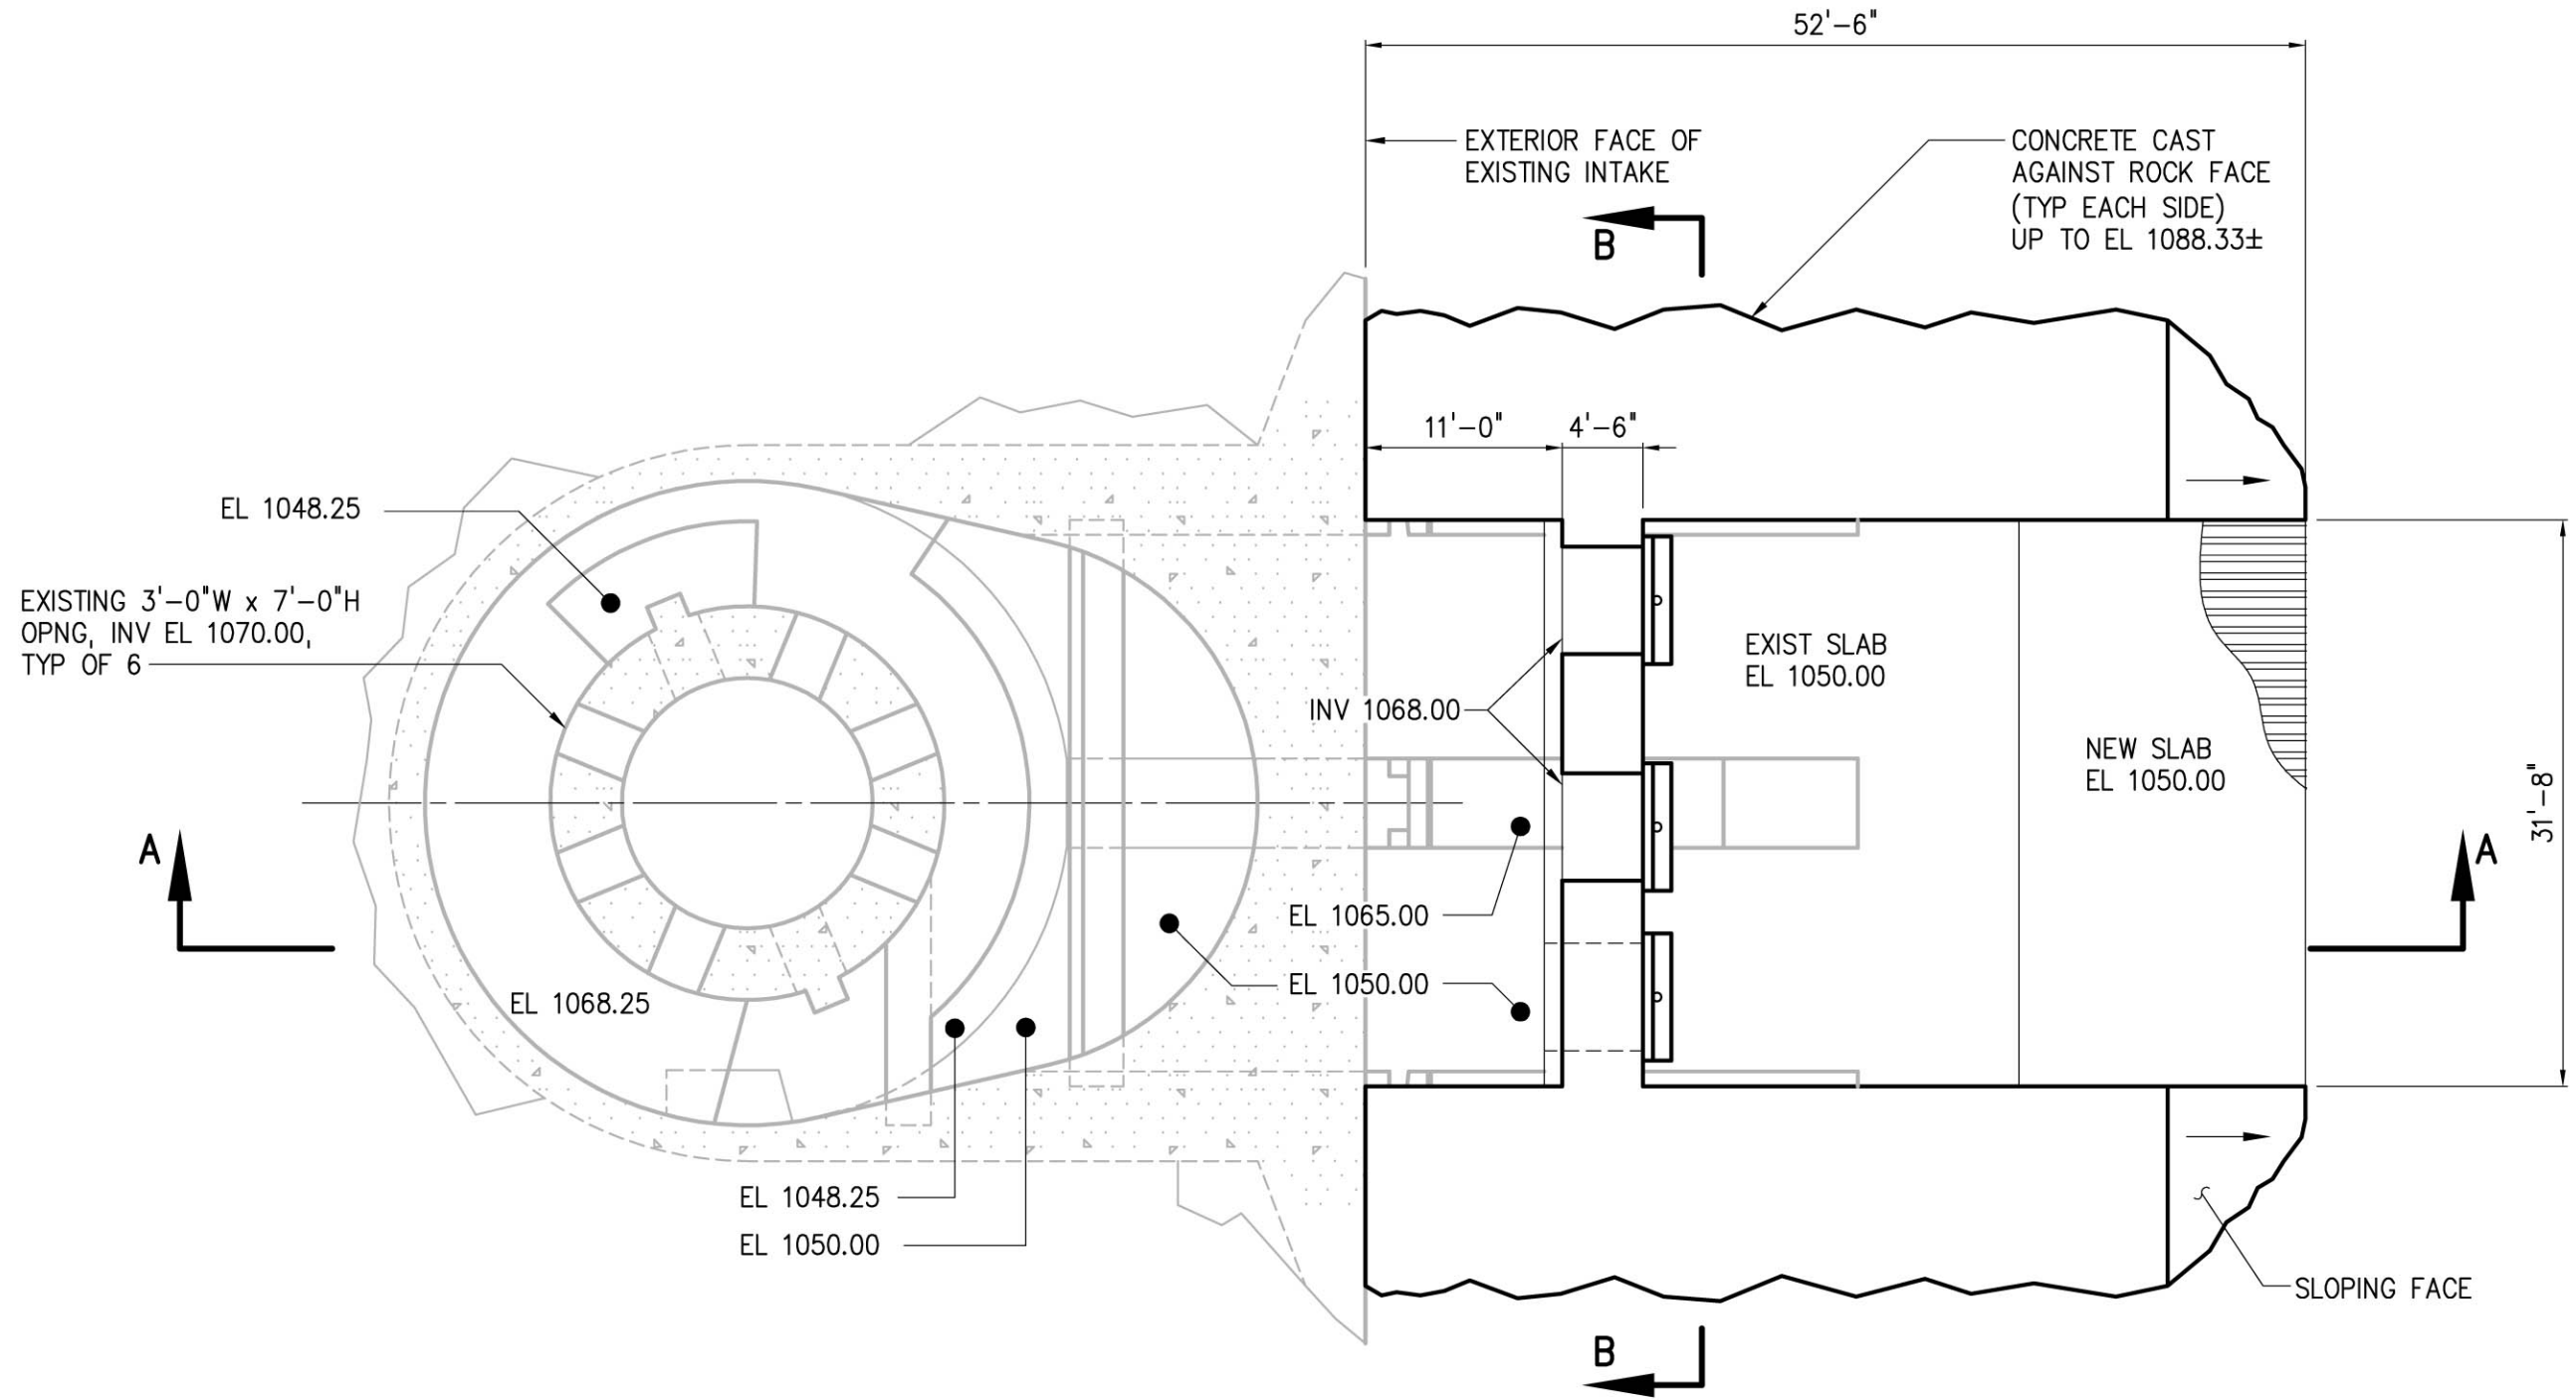 52'-6"
EXTERIOR FACE OF
EXISTING INTAKE
CONCRETE CAST
AGAINST ROCK FACE
(TYP EACH SIDE)
UP TO EL 1088.33±
B
11'-0"
4'-6"
EL 1048.25
EXISTING 3'-0"W x 7'-0"H
OPNG, INV EL 1070.00,
TYP OF 6
EXIST SLAB
EL 1050.00
INV 1068.00
NEW SLAB
EL 1050.00
31'-8"
A
A
EL 1065.00
EL 1050.00
EL 1068.25
EL 1048.25
EL 1050.00
SLOPING FACE
B